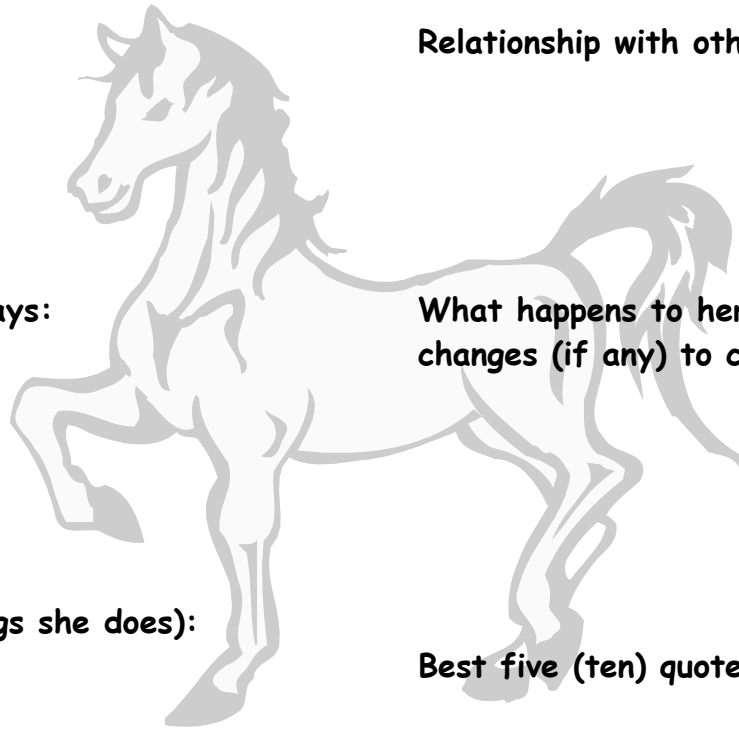 Relationship with oth
ays:
What happens to her
changes (if any) to c
gs she does):
Best five (ten) quote